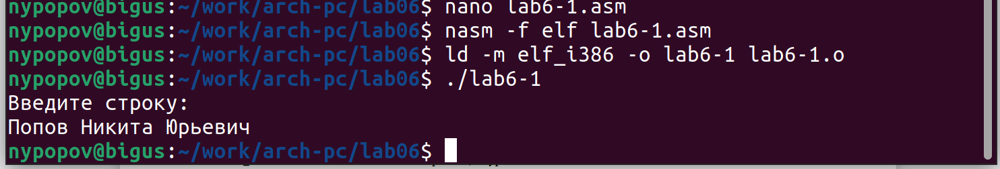 nypopov@bigus:~/work/arch-pc/lab06$ nano lab6-1.asm
nypopov@bigus:~/work/arch-pc/lab06$ nasm -f elf lab6-1.asm
nypopov@bigus:~/work/arch-pc/lab06$ ld -m elf_i386 -o lab6-1 lab6-1.o
nypopov@bigus:~/work/arch-pc/lab06$ ./lab6-1
Введите строку:
Попов Никита Юрьевич
nypopov@bigus:~/work/arch-pc/lab06$